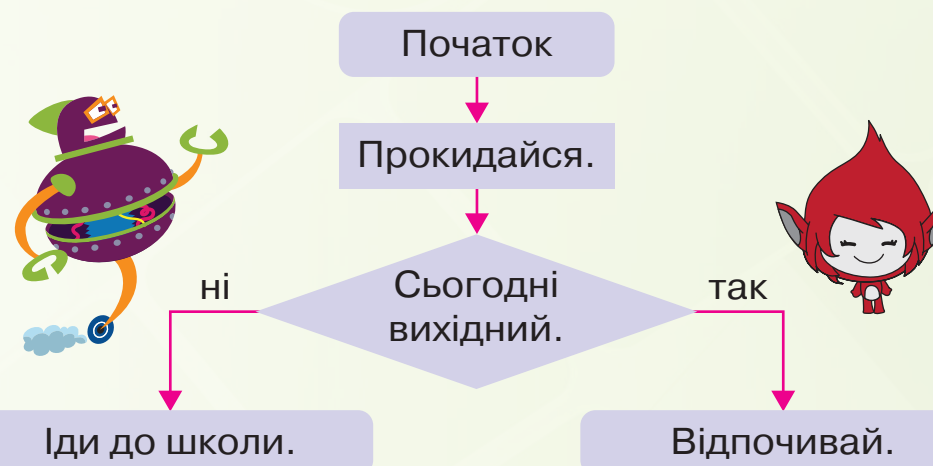 Початок
Прокидайся.
Сьогодні
вихідний.
ні
так
Іди до школи.
Відпочивай.